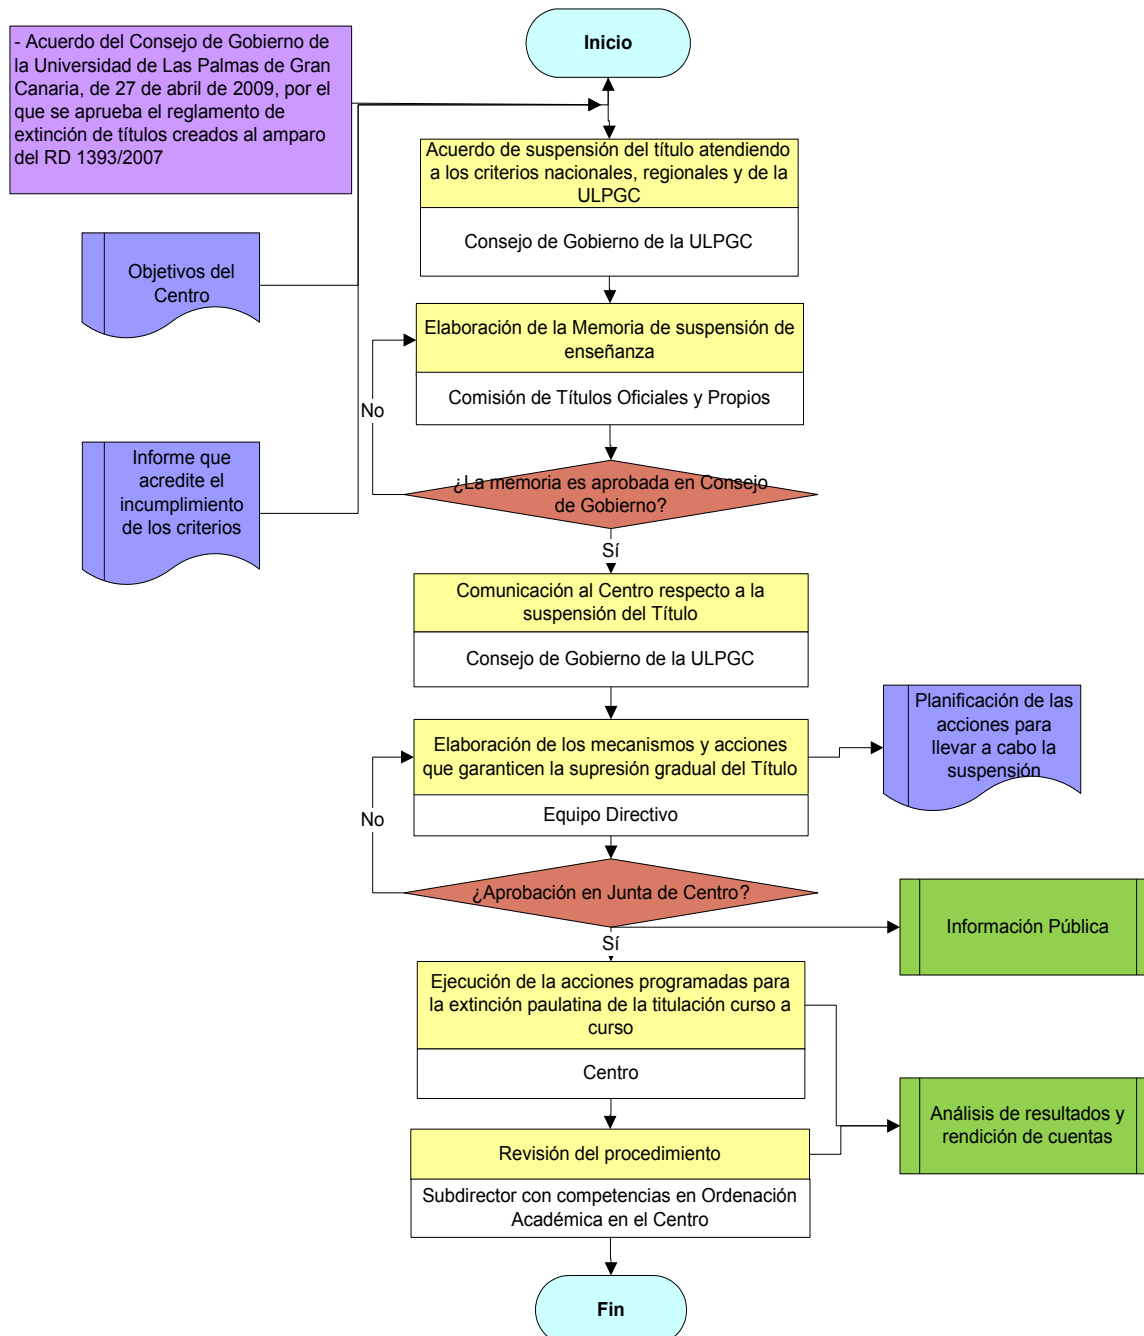 Inicio
- Acuerdo del Consejo de Gobierno de
la Universidad de Las Palmas de Gran
Canaria, de 27 de abril de 2009, por el
que se aprueba el reglamento de
extinción de títulos creados al amparo
del RD 1393/2007
Acuerdo de suspensión del título atendiendo
a los criterios nacionales, regionales y de la
ULPGC
Consejo de Gobierno de la ULPGC
Objetivos del
Centro
Elaboración de la Memoria de suspensión de
enseñanza
Comisión de Títulos Oficiales y Propios
No
Informe que
acredite el
incumplimiento
de los criterios
¿La memoria es aprobada en Consejo
de Gobierno?
Sí
Comunicación al Centro respecto a la
suspensión del Título
Consejo de Gobierno de la ULPGC
Elaboración de los mecanismos y acciones
que garanticen la supresión gradual del Título
Equipo Directivo
Planificación de las
acciones para
llevar a cabo la
suspensión
No
¿Aprobación en Junta de Centro?
Sí
Información Pública
Ejecución de la acciones programadas para
la extinción paulatina de la titulación curso a
curso
Centro
Análisis de resultados y
rendición de cuentas
Revisión del procedimiento
Subdirector con competencias en Ordenación
Académica en el Centro
Fin